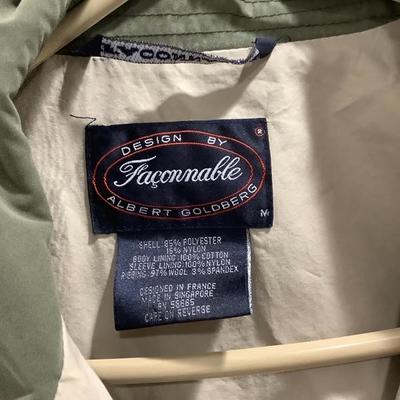 DESIGN BY
®
Façonnable
ALBERT GOLDBERG
M
SHELL: 85% POLYESTER
15% NYLON
BODY LINING: 100% COTTON
SLEEVE LINING: 100% NYLON
RIBBING: 97% WOOL 3% SPANDEX
DESIGNED IN FRANCE
MADE IN SINGAPORE
RN 58665
CARE ON REVERSE